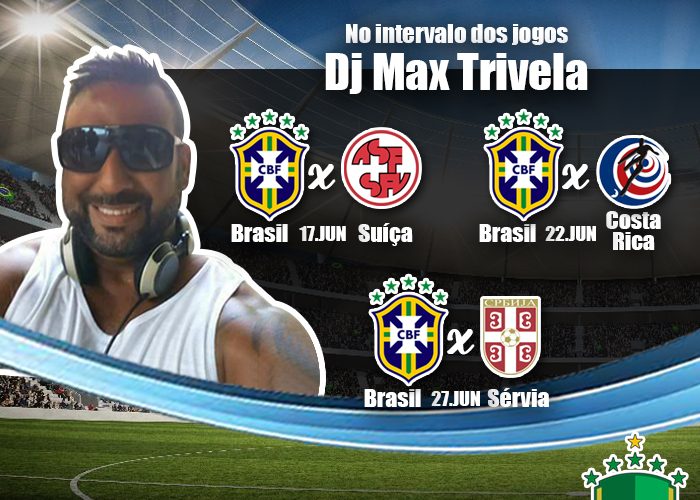 No intervalo dos jogos
Dj Max Trivela
CBF x ASF SFV
CBF x
Brasil 17.JUN Suíça
Brasil 22.JUN Costa Rica
CBF x СРБИЈА
Brasil 27.JUN Sérvia